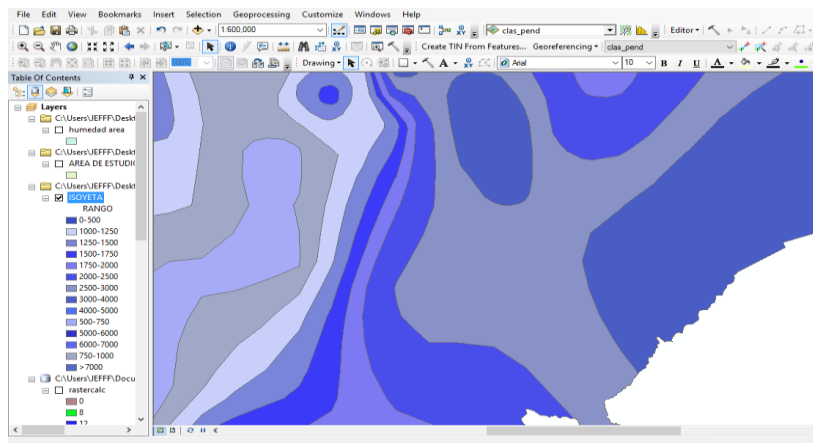 File Edit View Bookmarks Insert Selection Geoprocessing Customize Windows Help
1:600,000 clas_pend Editor
Create TIN From Features... Georeferencing clas_pend
100% Drawing A Arial 10 B I U A
Table Of Contents
Layers
C:\Users\JEFFF\Deskt
humedad area
C:\Users\JEFFF\Deskt
AREA DE ESTUDI
C:\Users\JEFFF\Deskt
ISOYETA
RANGO
0-500
1000-1250
1250-1500
1500-1750
1750-2000
2000-2500
2500-3000
3000-4000
4000-5000
500-750
5000-6000
6000-7000
750-1000
>7000
C:\Users\JEFFF\Docu
rastercalc
0
8
12